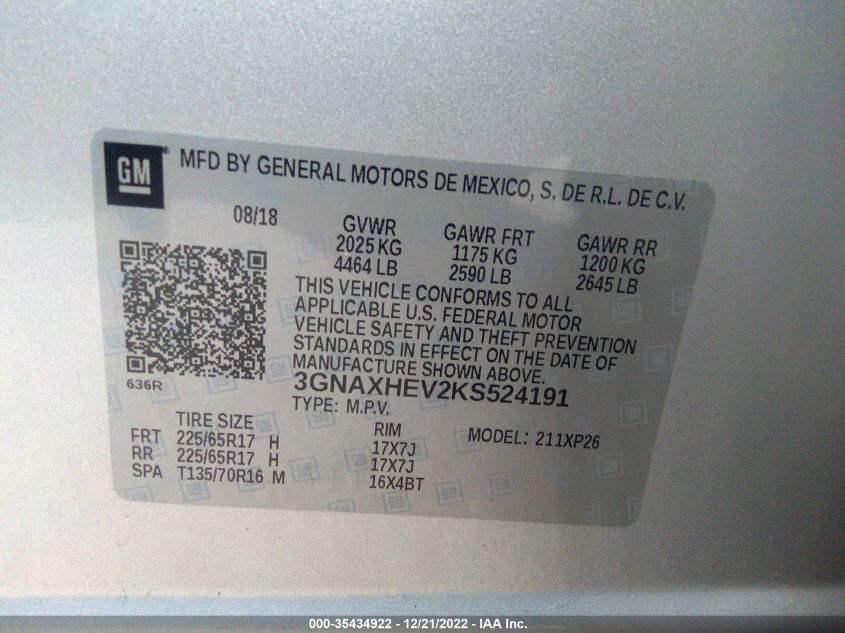 GM MFD BY GENERAL MOTORS DE MEXICO, S. DE R.L. DE C.V.
08/18 GVWR GAWR FRT GAWR RR
2025 KG 1175 KG 1200 KG
4464 LB 2590 LB 2645 LB
THIS VEHICLE CONFORMS TO ALL
APPLICABLE U.S. FEDERAL MOTOR
VEHICLE SAFETY AND THEFT PREVENTION
STANDARDS IN EFFECT ON THE DATE OF
MANUFACTURE SHOWN ABOVE.
636R
3GNAXHEV2KS524191
TYPE: M.P.V.
TIRE SIZE RIM MODEL: 211XP26
FRT 225/65R17 H 17X7J
RR 225/65R17 H 17X7J
SPA T135/70R16 M 16X4BT
000-35434922 - 12/21/2022 - IAA Inc.